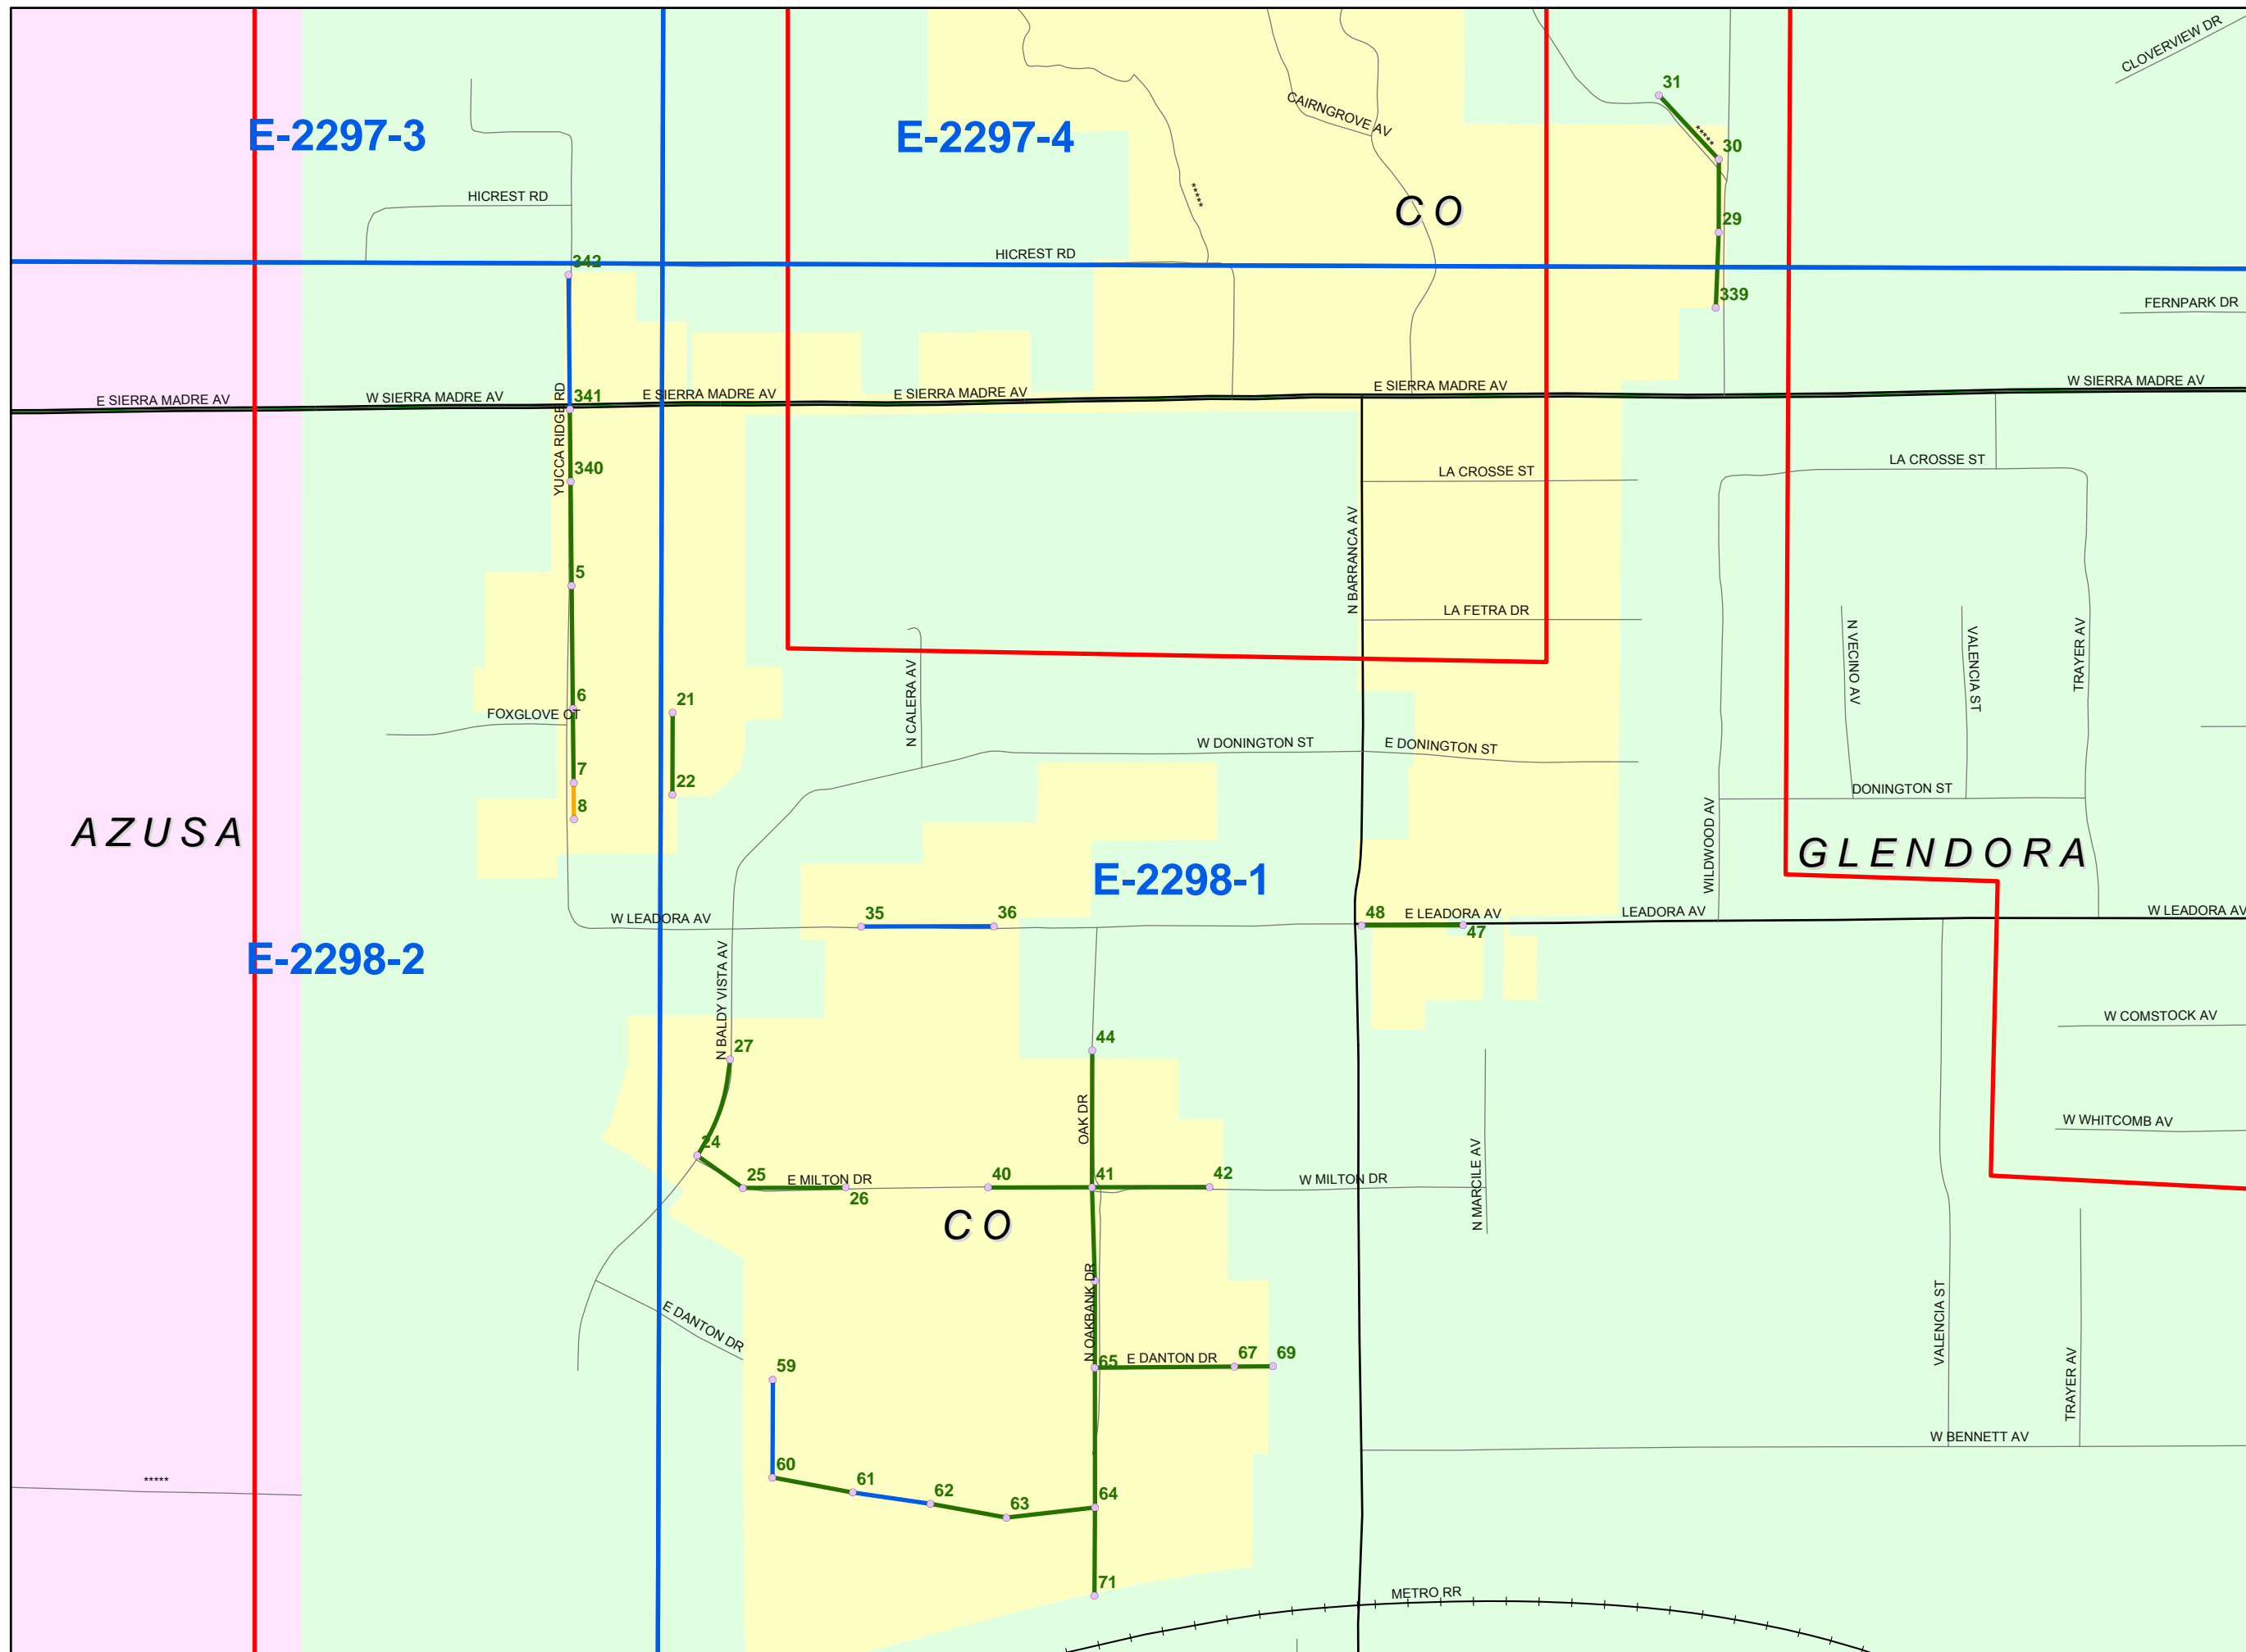 CLOVERVIEW DR
31
E-2297-3
E-2297-4
CAIRNGROVE AV
*****
30
HICREST RD
*****
CO
29
HICREST RD
342
339
FERNPARK DR
E SIERRA MADRE AV
W SIERRA MADRE AV
341
E SIERRA MADRE AV
E SIERRA MADRE AV
E SIERRA MADRE AV
W SIERRA MADRE AV
YUCCA RIDGE RD
340
LA CROSSE ST
LA CROSSE ST
N BARRANCA AV
5
LA FETRA DR
N VECINO AV
VALENCIA ST
TRAYER AV
6
21
FOXGLOVE CT
N CALERA AV
W DONINGTON ST
E DONINGTON ST
7
22
8
DONINGTON ST
AZUSA
WILDWOOD AV
GLENDORA
E-2298-1
W LEADORA AV
35
36
48
E LEADORA AV
47
LEADORA AV
W LEADORA AV
E-2298-2
N BALDY VISTA AV
W COMSTOCK AV
27
44
OAK DR
W WHITCOMB AV
24
25
E MILTON DR
26
40
41
42
W MILTON DR
N MARCILE AV
CO
N OAKBANK DR
E DANTON DR
VALENCIA ST
65
E DANTON DR
67
69
59
TRAYER AV
W BENNETT AV
60
61
62
63
64
*****
71
METRO RR